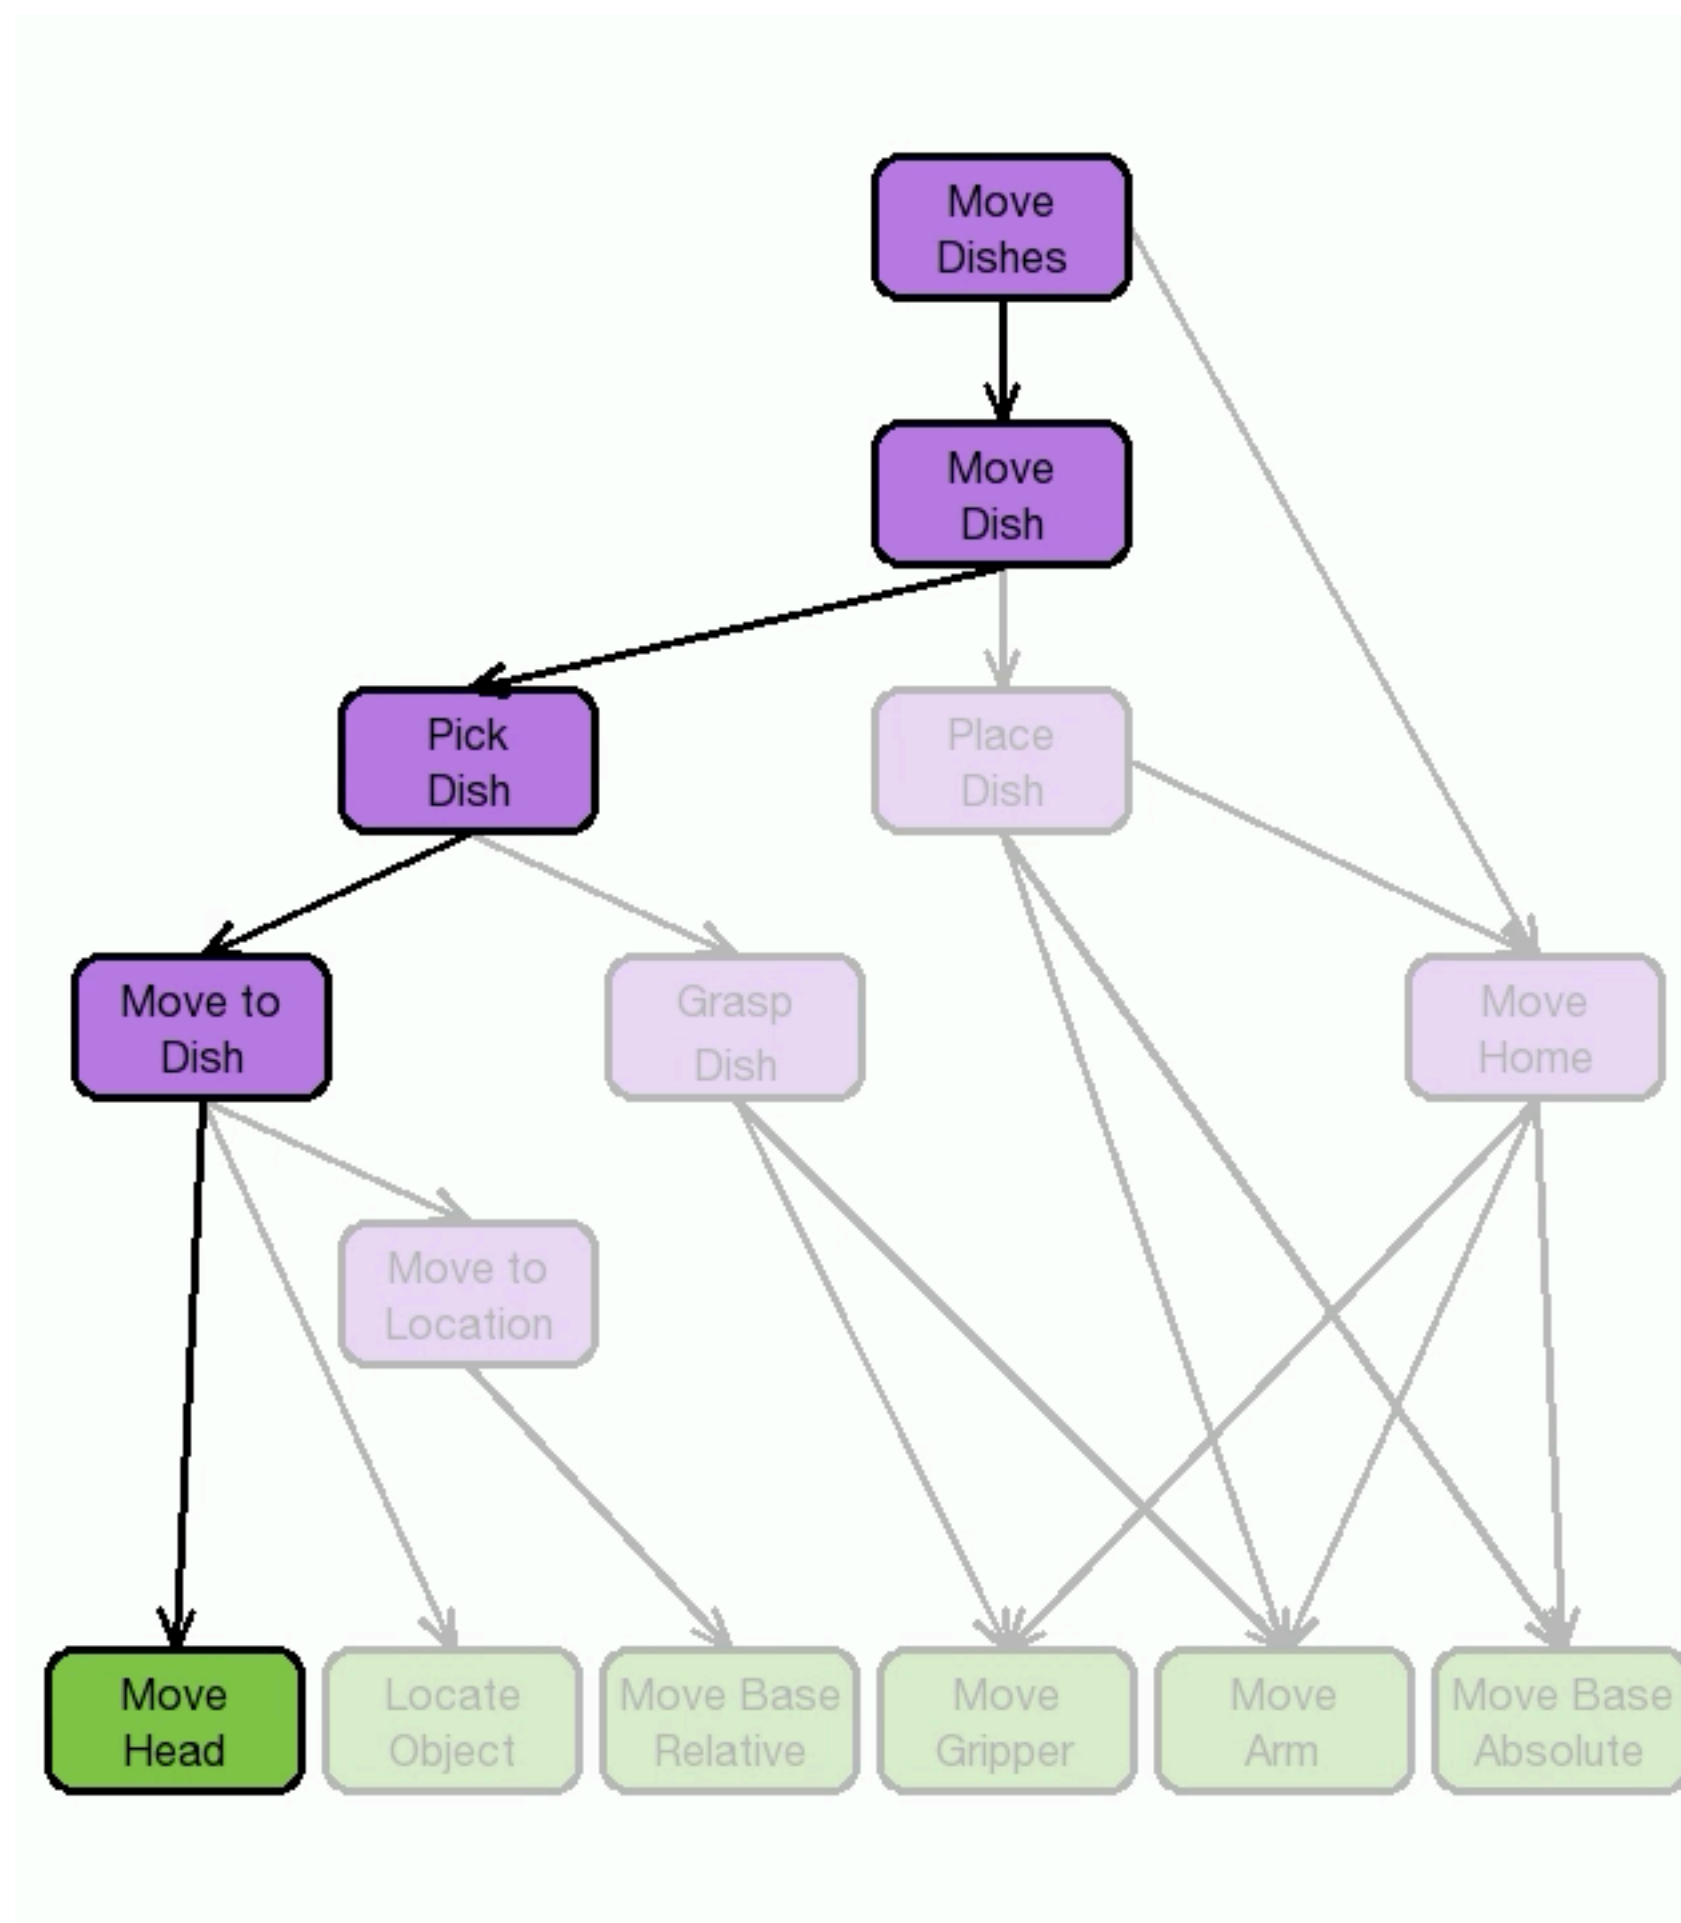 Move
Dishes
Move
Dish
Pick
Dish
Place
Dish
Move to
Dish
Grasp
Dish
Move
Home
Move to
Location
Move
Head
Locate
Object
Move Base
Relative
Move
Gripper
Move
Arm
Move Base
Absolute